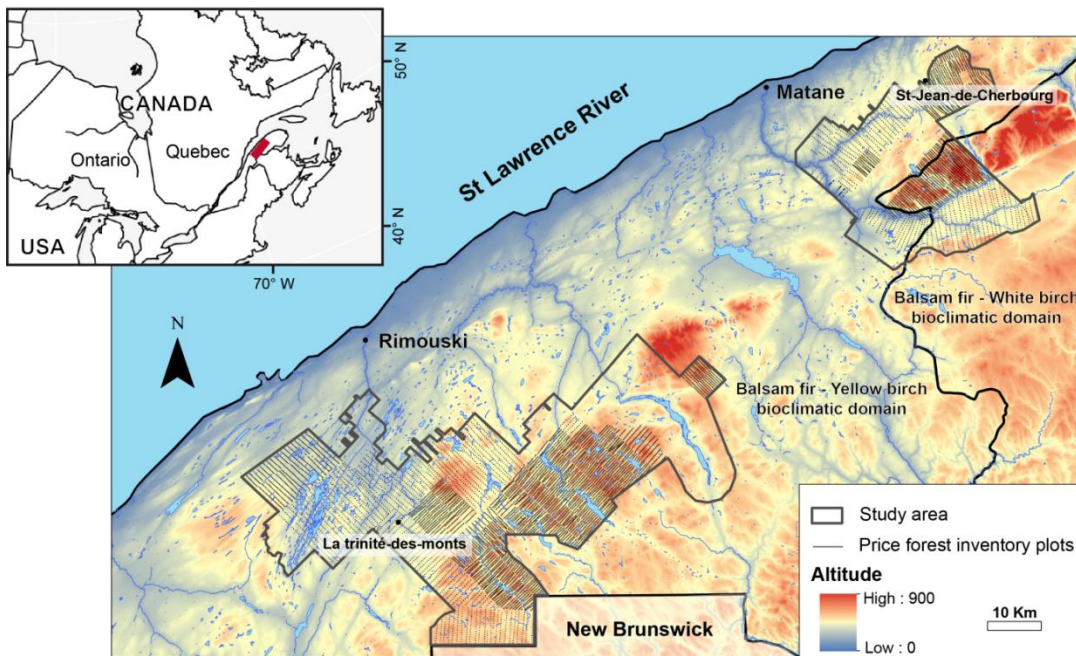 CANADA
Ontario
Quebec
USA
50° N
40° N
70° W
N
St Lawrence River
Matane
St-Jean-de-Cherbourg
Rimouski
Balsam fir - White birch
bioclimatic domain
Balsam fir - Yellow birch
bioclimatic domain
La trinité-des-monts
New Brunswick
Study area
Price forest inventory plots
Altitude
High : 900
Low : 0
10 Km